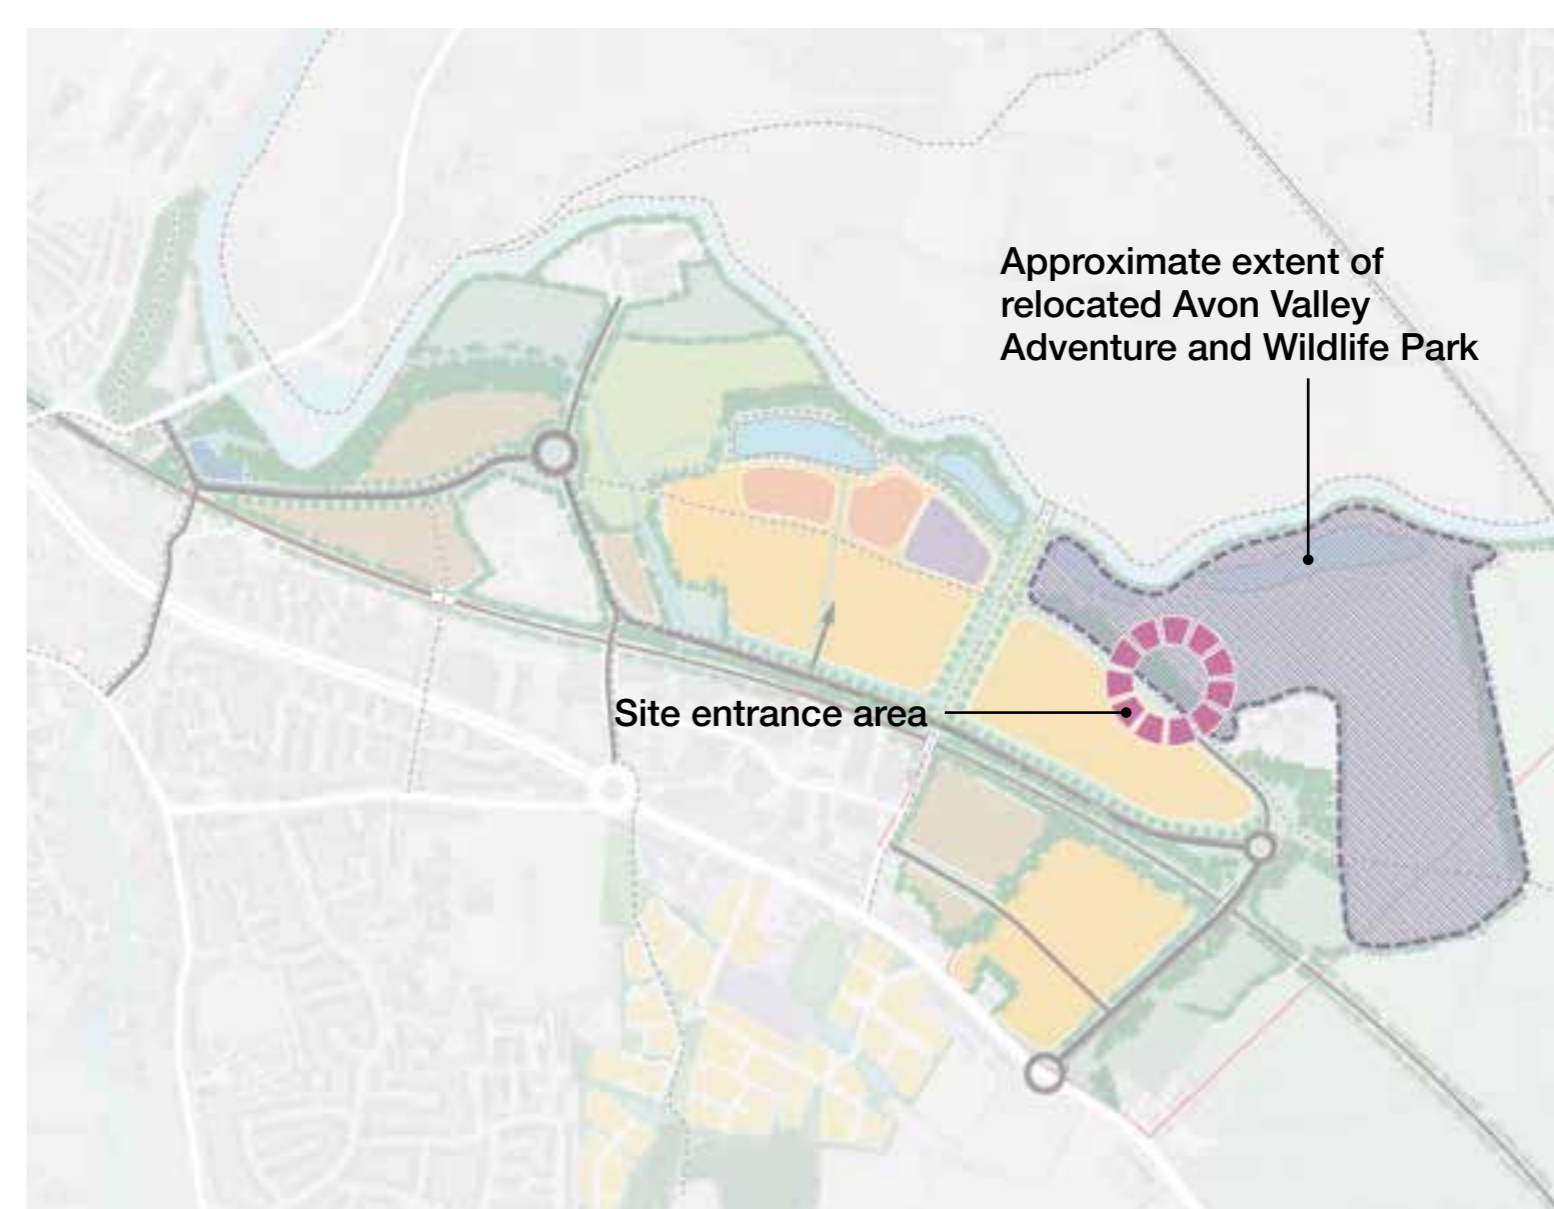 Approximate extent of
relocated Avon Valley
Adventure and Wildlife Park
Site entrance area